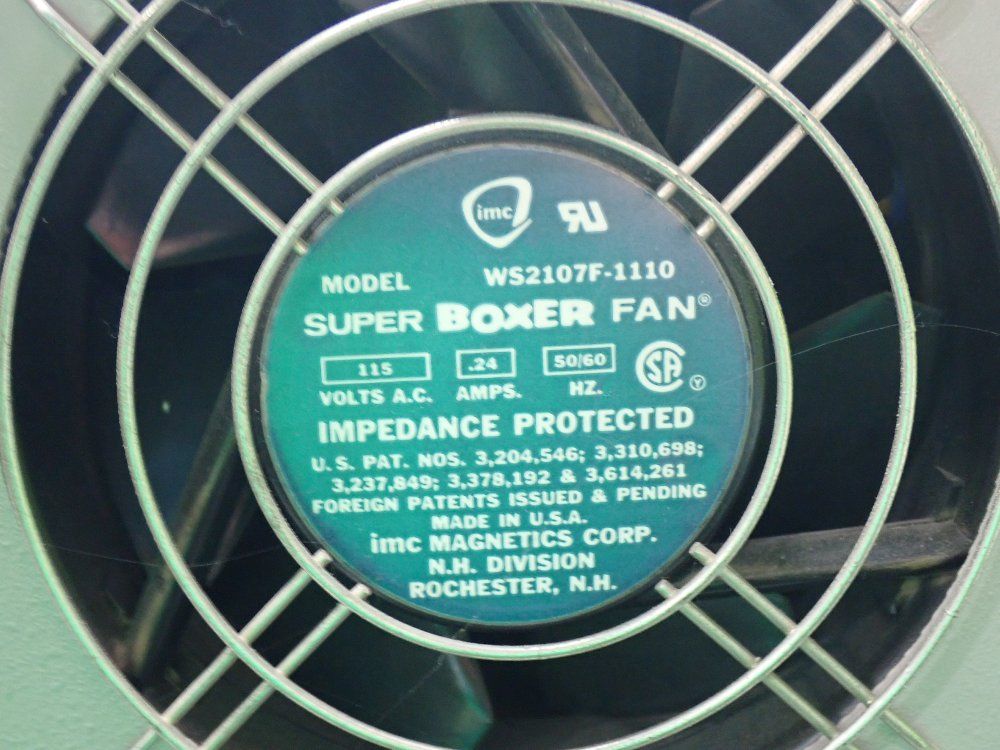 imc RU
MODEL WS2107F-1110
SUPER BOXER FAN®
115 .24 50/60
VOLTS A.C. AMPS. HZ. SA Ⓨ
IMPEDANCE PROTECTED
U.S. PAT. NOS. 3,204,546; 3,310,698;
3,237,849; 3,378,192 & 3,614,261
FOREIGN PATENTS ISSUED & PENDING
MADE IN U.S.A.
imc MAGNETICS CORP.
N.H. DIVISION
ROCHESTER, N.H.